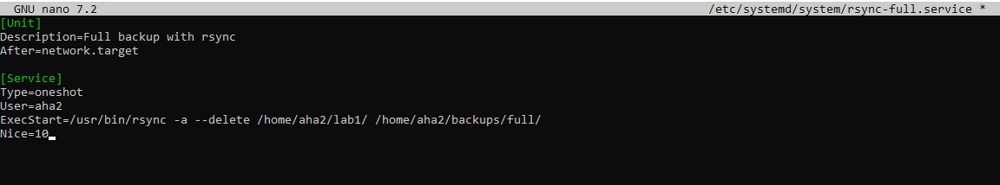 GNU nano 7.2 /etc/systemd/system/rsync-full.service *
[Unit]
Description=Full backup with rsync
After=network.target
[Service]
Type=oneshot
User=aha2
ExecStart=/usr/bin/rsync -a --delete /home/aha2/lab1/ /home/aha2/backups/full/
Nice=10